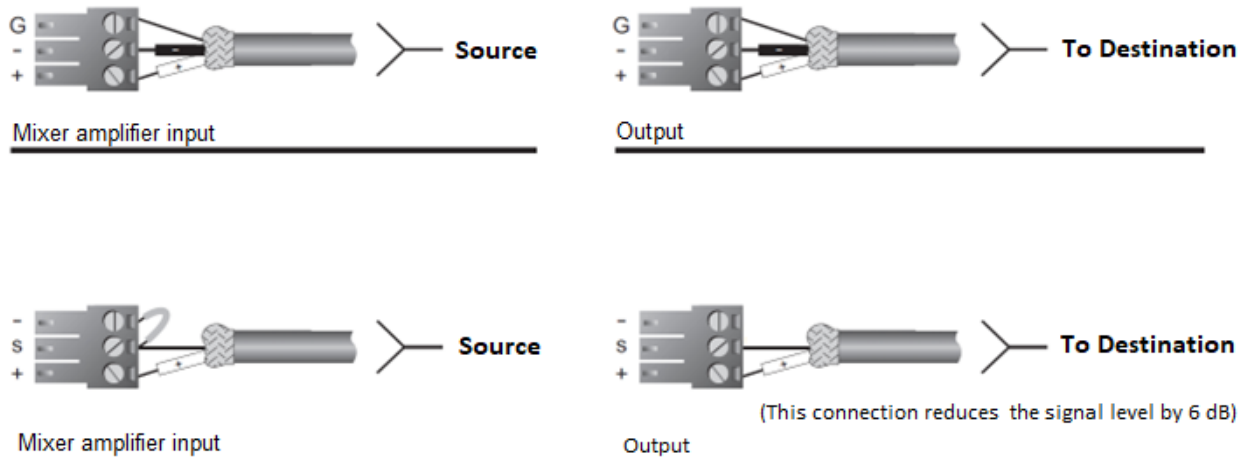 G
-
+
- 
+
Source
Mixer amplifier input
G
-
+
-
+
To Destination
Output
-
S
+
+
Source
Mixer amplifier input
-
S
+
+
To Destination
(This connection reduces the signal level by 6 dB)
Output